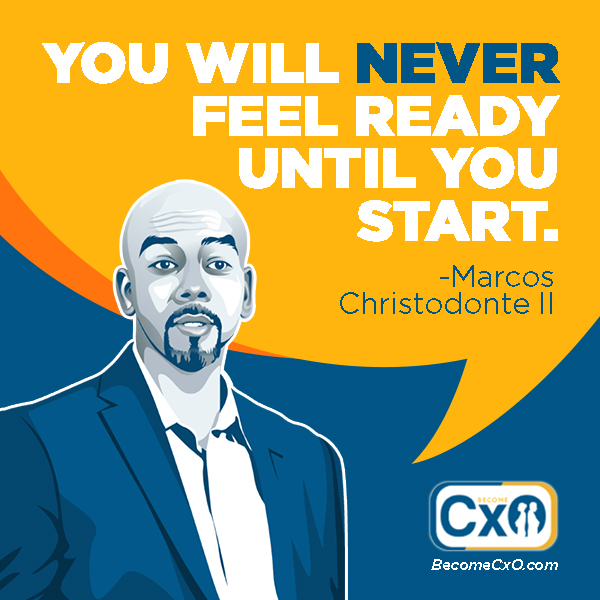 YOU WILL NEVER
FEEL READY
UNTIL YOU
START.
-Marcos
Christodonte II
BECOME
CxO
BecomeCxO.com